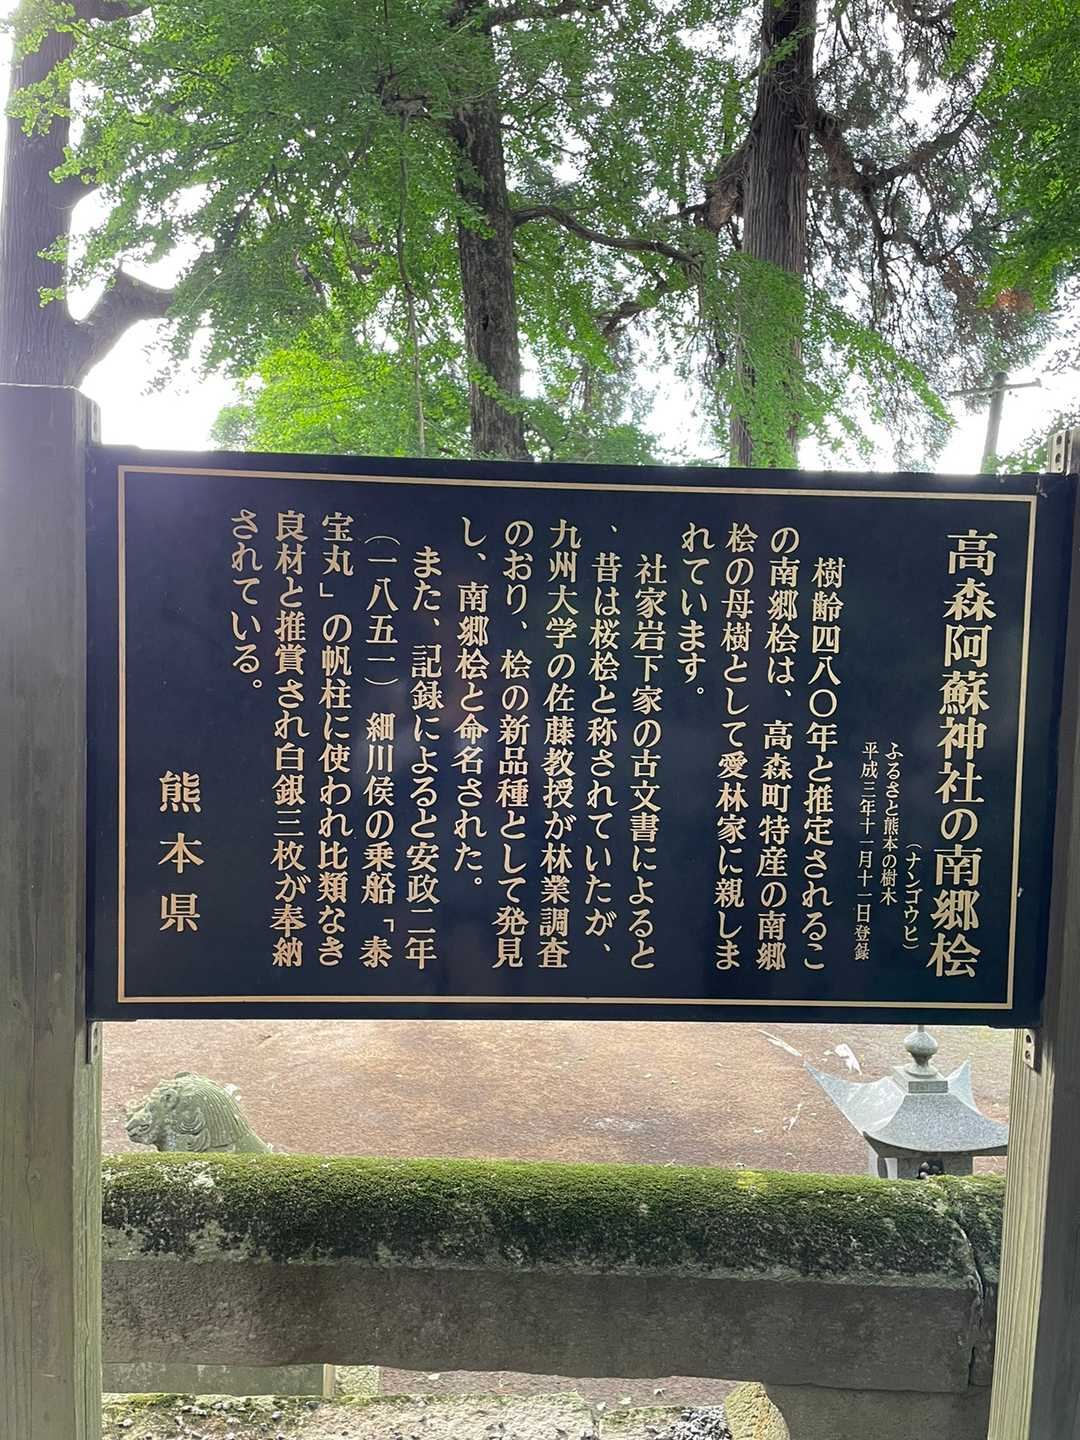 高森阿蘇神社の南郷桧
（ナンゴウヒ）
ふるさと熊本の樹木
平成三年十一月十一日登録
樹齢四八〇年と推定されるこ
の南郷桧は、高森町特産の南郷
桧の母樹として愛林家に親しま
れています。
社家岩下家の古文書によると
、昔は桜桧と称されていたが、
九州大学の佐藤教授が林業調査
のおり、桧の新品種として発見
し、南郷桧と命名された。
また、記録によると安政二年
（一八五一）細川侯の乗船「泰
宝丸」の帆柱に使われ比類なき
良材と推賞され白銀三枚が奉納
されている。
熊本県